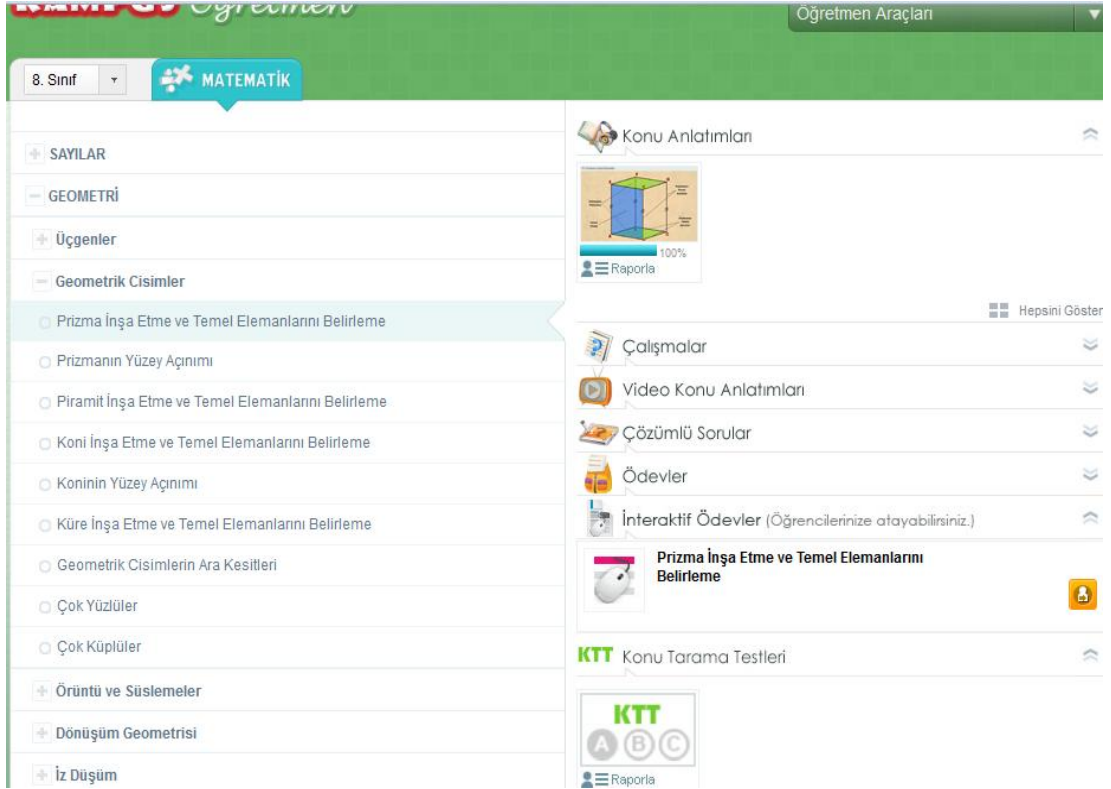 Öğretmen
Öğretmen Araçları
8. Sınıf
MATEMATİK
SAYILAR
GEOMETRİ
Üçgenler
Geometrik Cisimler
Prizma İnşa Etme ve Temel Elemanlarını Belirleme
Prizmanın Yüzey Açınımı
Piramit İnşa Etme ve Temel Elemanlarını Belirleme
Koni İnşa Etme ve Temel Elemanlarını Belirleme
Koninin Yüzey Açınımı
Küre İnşa Etme ve Temel Elemanlarını Belirleme
Geometrik Cisimlerin Ara Kesitleri
Çok Yüzlüler
Çok Küplüler
Örüntü ve Süslemeler
Dönüşüm Geometrisi
İz Düşüm
Konu Anlatımları
100%
Raporla
Hepsini Göster
Çalışmalar
Video Konu Anlatımları
Çözümlü Sorular
Ödevler
İnteraktif Ödevler (Öğrencilerinize atayabilirsiniz.)
Prizma İnşa Etme ve Temel Elemanlarını
Belirleme
KTT Konu Tarama Testleri
KTT
A B C
Raporla